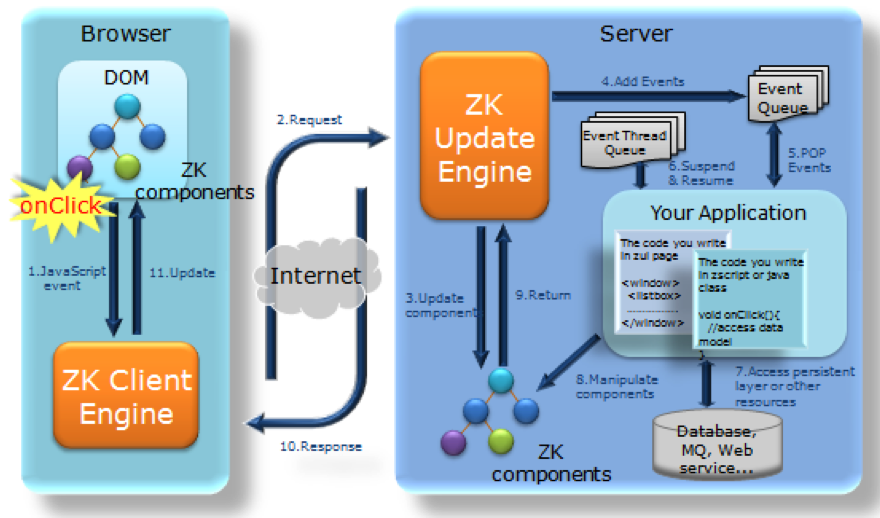 Browser
DOM
ZK
components
onClick
1.JavaScript
event
11.Update
ZK Client
Engine
2.Request
Internet
10.Response
Server
ZK
Update
Engine
4.Add Events
Event
Queue
Event Thread
Queue
5.POP
Events
6.Suspend
& Resume
Your Application
The code you write
in zul page
<window>
<listbox>
...............
</window>
The code you write
in zscript or java
class
void onClick(){
//access data
model
}
3.Update
component
9.Return
8.Manipulate
components
7.Access persistent
layer or other
resources
ZK
components
Database,
MQ, Web
service...